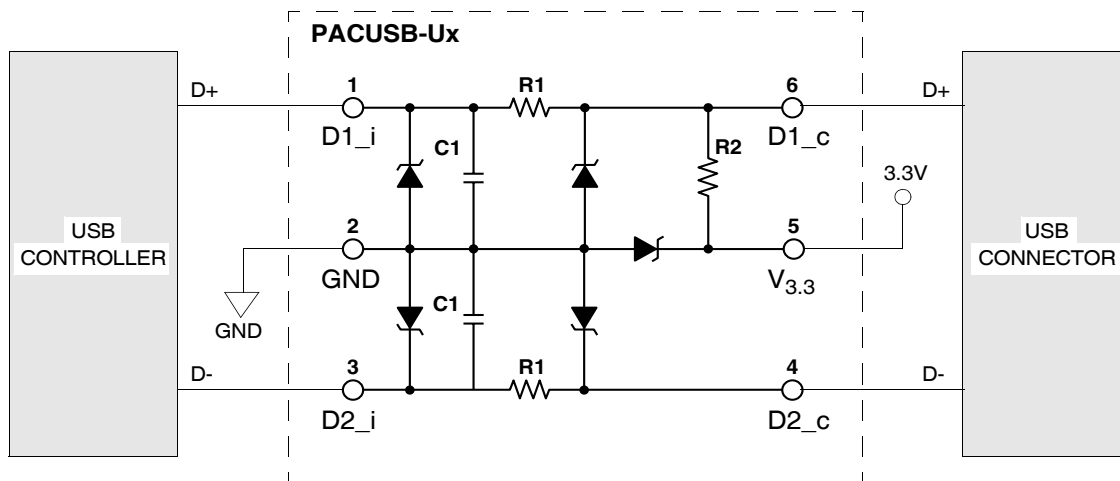 PACUSB-Ux
D+
1
R1
6
D+
D1_i
C1
R2
D1_c
3.3V
USB
CONTROLLER
2
5
USB
CONNECTOR
GND
C1
V3.3
GND
D-
3
R1
4
D-
D2_i
D2_c